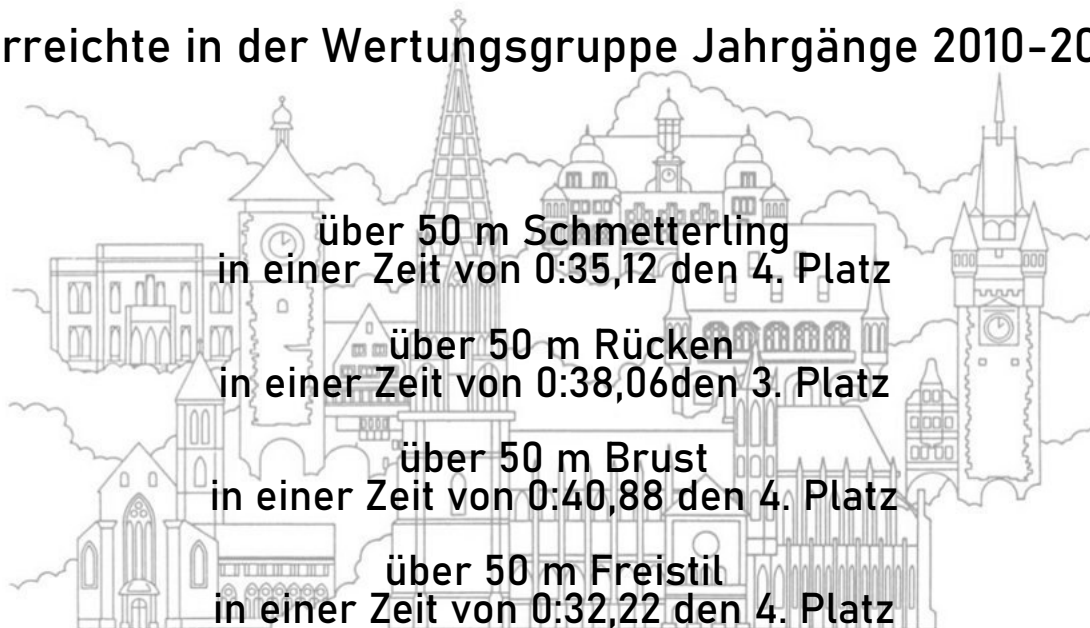 rreichte in der Wertungsgruppe Jahrgänge 2010-20
über 50 m Schmetterling
in einer Zeit von 0:35,12 den 4. Platz
über 50 m Rücken
in einer Zeit von 0:38,06den 3. Platz
über 50 m Brust
in einer Zeit von 0:40,88 den 4. Platz
über 50 m Freistil
in einer Zeit von 0:32,22 den 4. Platz